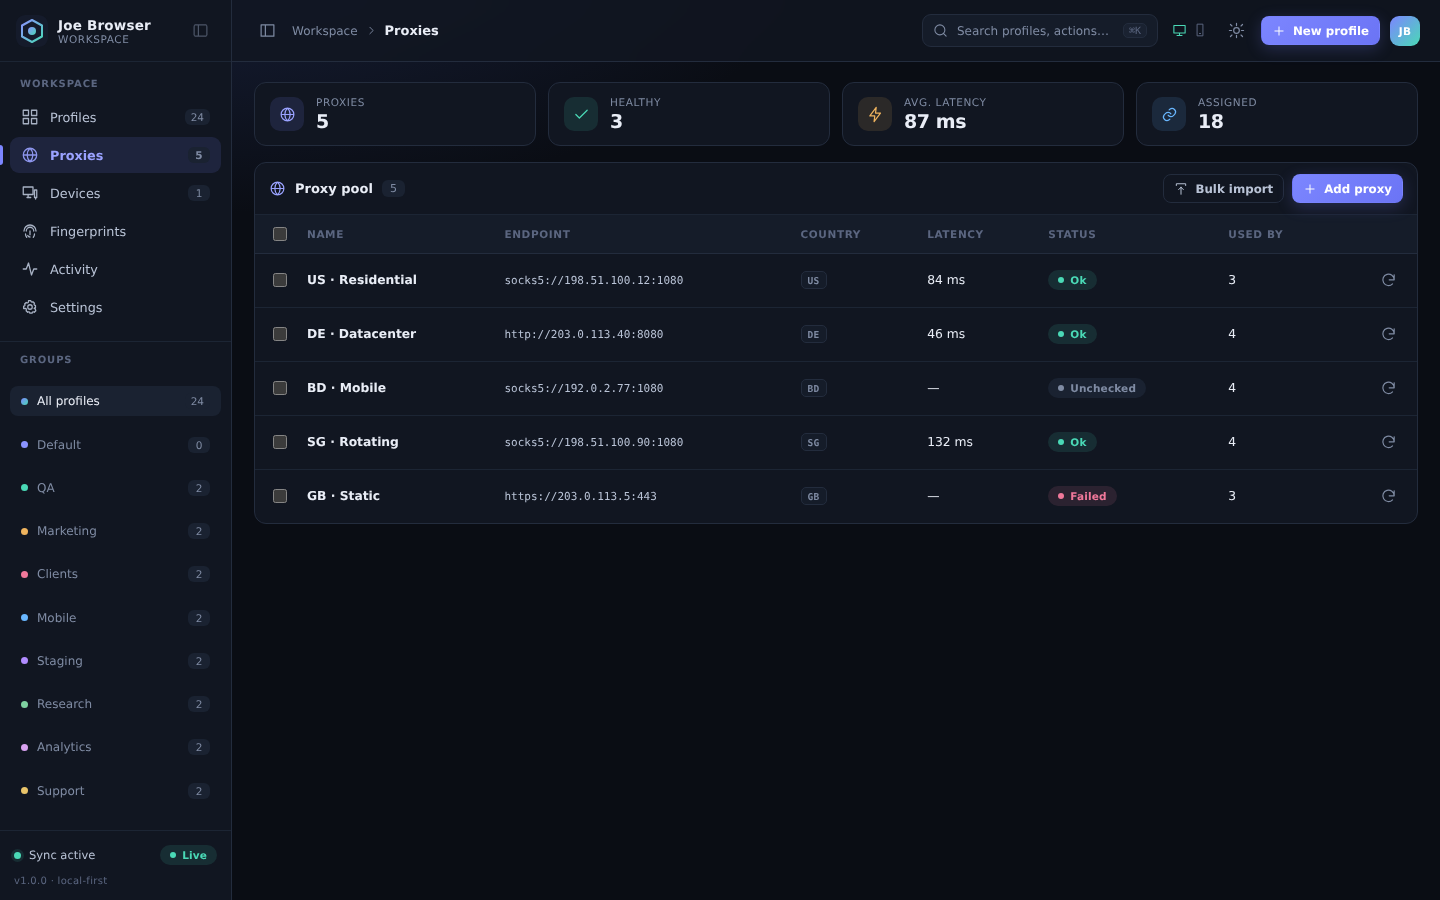 Joe Browser
WORKSPACE
Workspace
Proxies
Search profiles, actions...
⌘K
New profile
JB
WORKSPACE
Profiles 24
Proxies 5
Devices 1
Fingerprints
Activity
Settings
GROUPS
All profiles 24
Default 0
QA 2
Marketing 2
Clients 2
Mobile 2
Staging 2
Research 2
Analytics 2
Support 2
Sync active
Live
v1.0.0 · local-first
PROXIES
5
HEALTHY
3
AVG. LATENCY
87 ms
ASSIGNED
18
Proxy pool 5
Bulk import
Add proxy
NAME ENDPOINT COUNTRY LATENCY STATUS USED BY
US · Residential socks5://198.51.100.12:1080 US 84 ms Ok 3
DE · Datacenter http://203.0.113.40:8080 DE 46 ms Ok 4
BD · Mobile socks5://192.0.2.77:1080 BD — Unchecked 4
SG · Rotating socks5://198.51.100.90:1080 SG 132 ms Ok 4
GB · Static https://203.0.113.5:443 GB — Failed 3